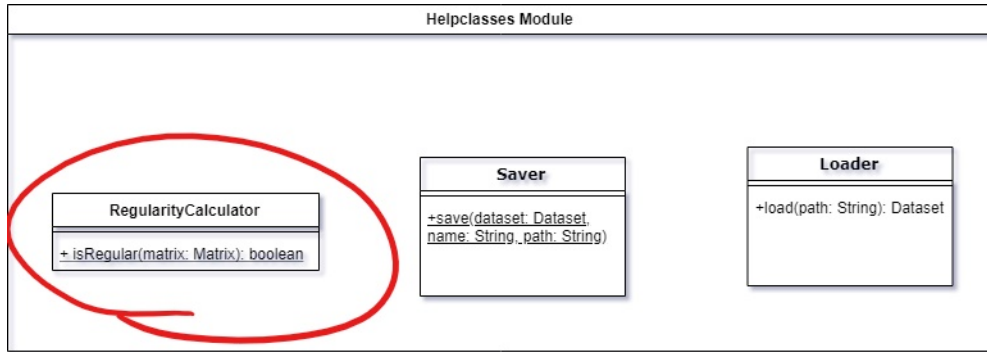 Helpclasses Module
RegularityCalculator
+ isRegular(matrix: Matrix): boolean
Saver
+save(dataset: Dataset,
name: String, path: String)
Loader
+load(path: String): Dataset